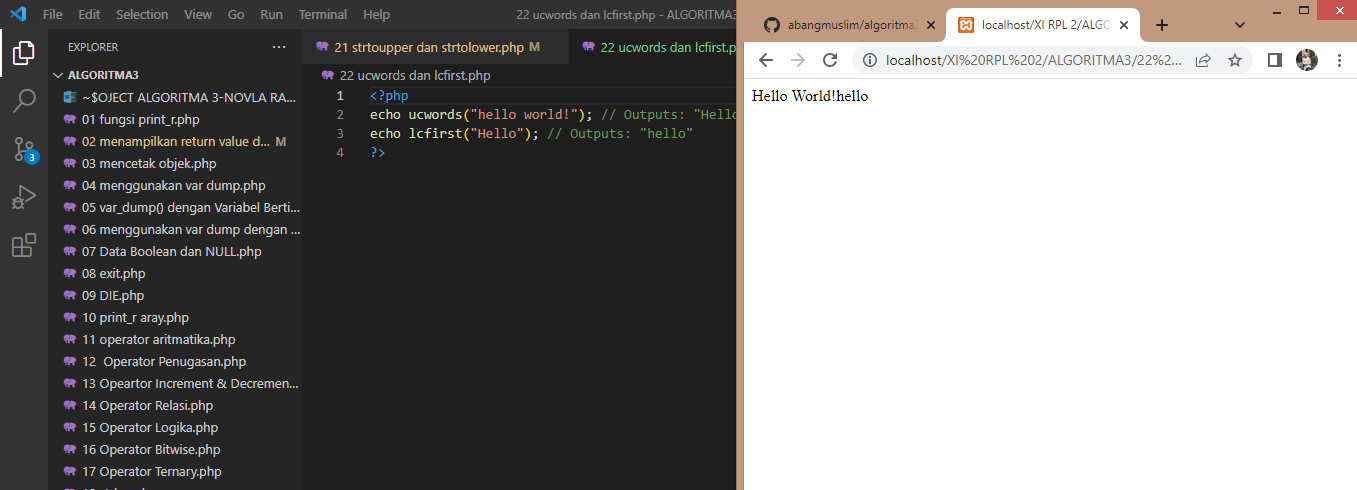 File Edit Selection View Go Run Terminal Help 22 ucwords dan lcfirst.php - ALGORITMA3
EXPLORER ...
ALGORITMA3
~$OJECT ALGORITMA 3-NOVLA RA...
01 fungsi print_r.php
02 menampilkan return value d... M
03 mencetak objek.php
04 menggunakan var dump.php
05 var_dump() dengan Variabel Berti...
06 menggunakan var dump dengan ...
07 Data Boolean dan NULL.php
08 exit.php
09 DIE.php
10 print_r aray.php
11 operator aritmatika.php
12  Operator Penugasan.php
13 Opeartor Increment & Decremen...
14 Operator Relasi.php
15 Operator Logika.php
16 Operator Bitwise.php
17 Operator Ternary.php
3
21 strtoupper dan strtolower.php M
22 ucwords dan lcfirst.p
22 ucwords dan lcfirst.php
1 <?php
2 echo ucwords("hello world!"); // Outputs: "Hello
3 echo lcfirst("Hello"); // Outputs: "hello"
4 ?>
abangmuslim/algoritma
localhost/XI RPL 2/ALGO
localhost/XI%20RPL%202/ALGORITMA3/22%2...
Hello World!hello